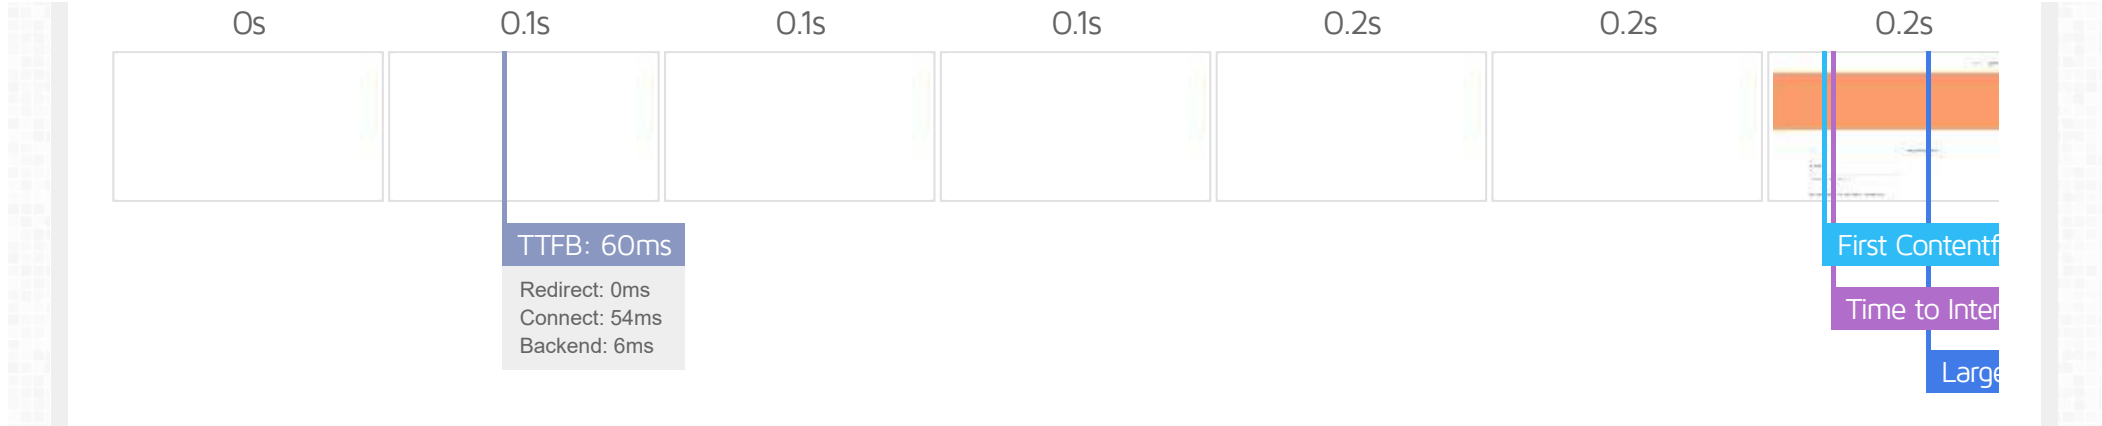 0s 0.1s 0.1s 0.1s 0.2s 0.2s 0.2s
TTFB: 60ms
Redirect: 0ms
Connect: 54ms
Backend: 6ms
First Contentf
Time to Inter
Large